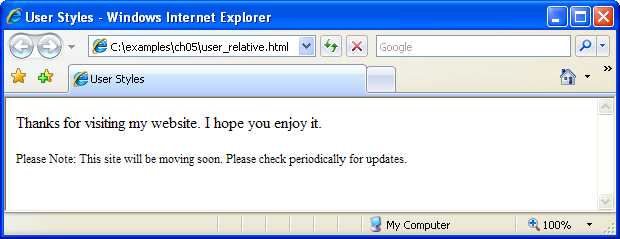 User Styles - Windows Internet Explorer
C:\examples\ch05\user_relative.html
Google
User Styles
»
Thanks for visiting my website. I hope you enjoy it.
Please Note: This site will be moving soon. Please check periodically for updates.
My Computer
100%